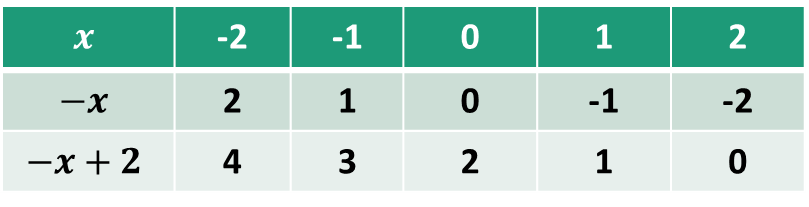 x -2 -1 0 1 2
−x 2 1 0 -1 -2
−x + 2 4 3 2 1 0